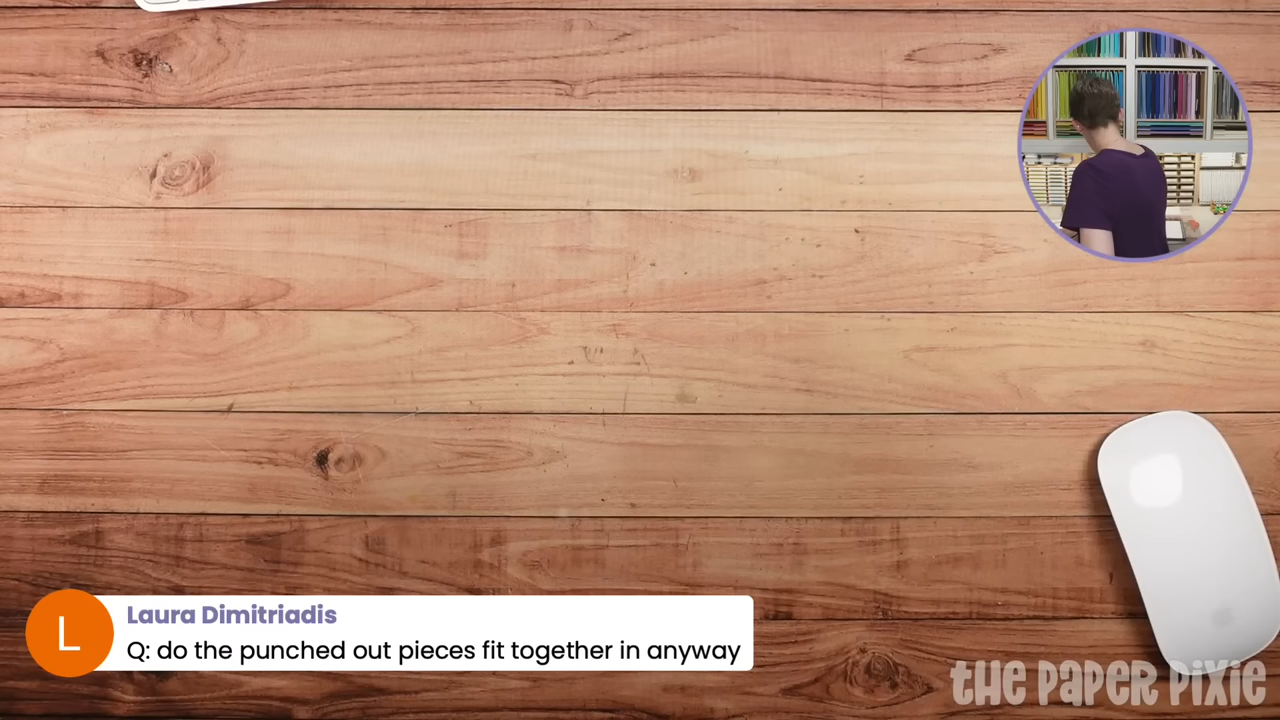 L
Laura Dimitriadis
Q: do the punched out pieces fit together in anyway
the PAPER PIXIE